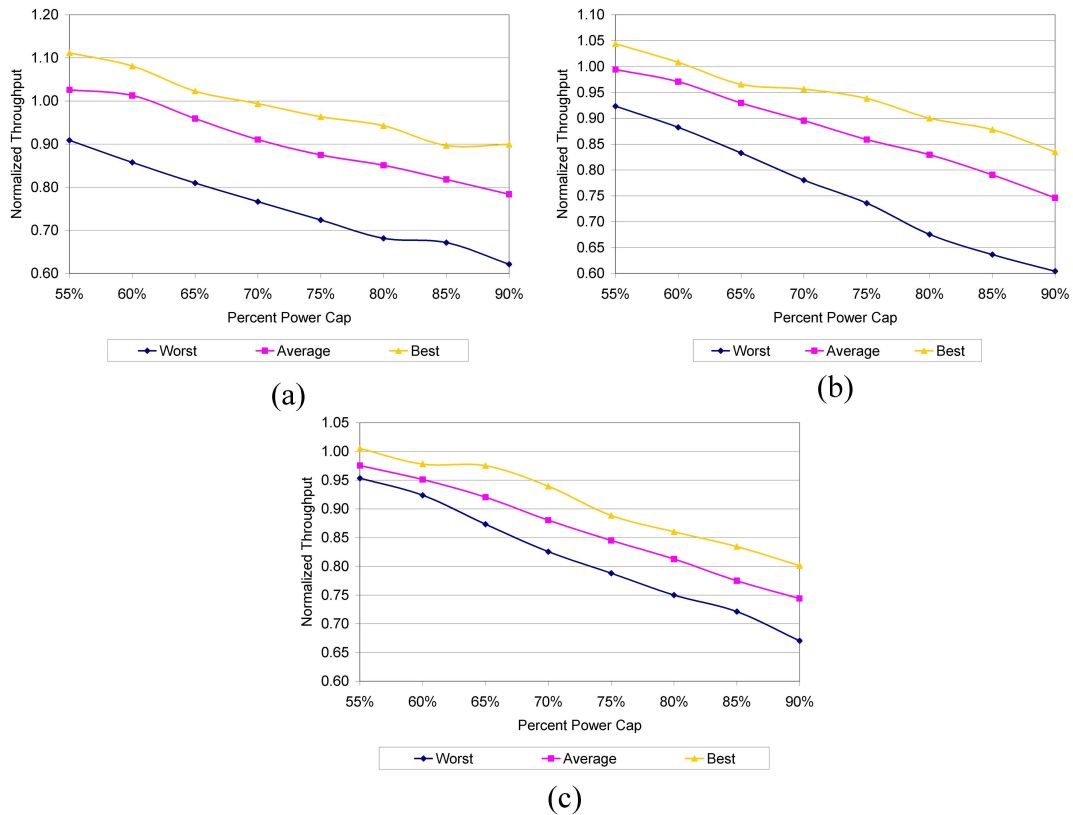 1.20
1.10
1.00
0.90
0.80
0.70
0.60
Normalized Throughput
55% 60% 65% 70% 75% 80% 85% 90%
Percent Power Cap
Worst Average Best
(a)
1.10
1.05
1.00
0.95
0.90
0.85
0.80
0.75
0.70
0.65
0.60
Normalized Throughput
55% 60% 65% 70% 75% 80% 85% 90%
Percent Power Cap
Worst Average Best
(b)
1.05
1.00
0.95
0.90
0.85
0.80
0.75
0.70
0.65
0.60
Normalized Throughput
55% 60% 65% 70% 75% 80% 85% 90%
Percent Power Cap
Worst Average Best
(c)